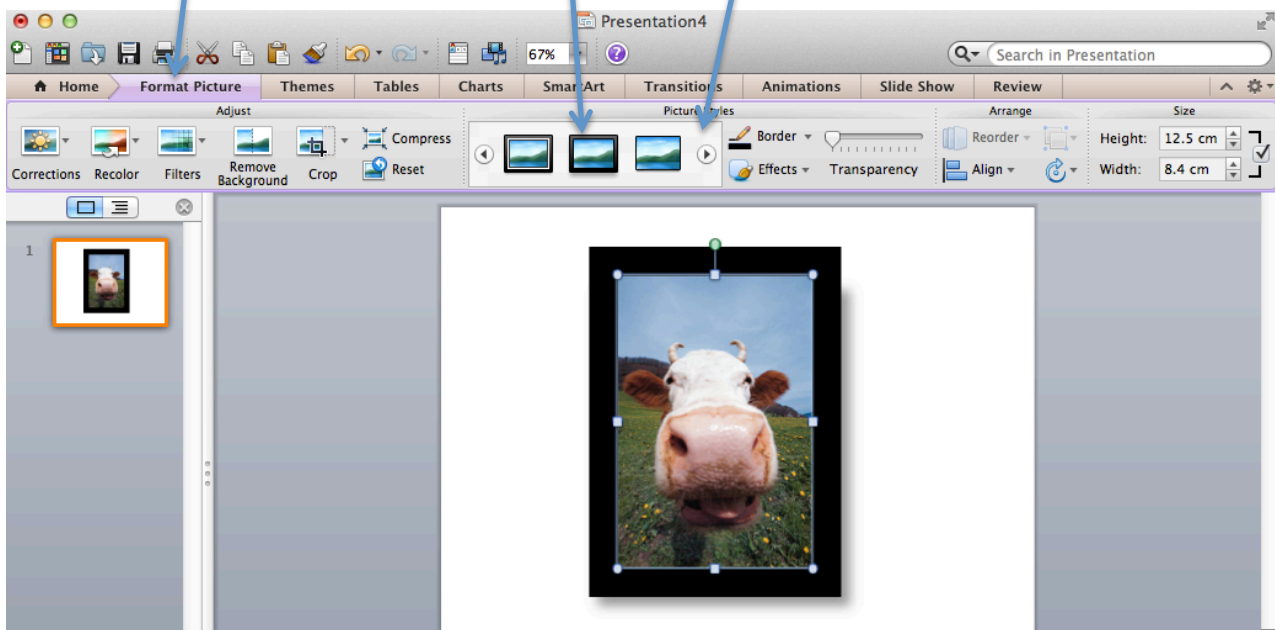 Presentation4
67%
Search in Presentation
Home Format Picture Themes Tables Charts SmartArt Transitions Animations Slide Show Review
Adjust Picture Styles Arrange Size
Compress Border Reorder Height: 12.5 cm
Corrections Recolor Filters Remove Background Crop Reset Effects Transparency Align Width: 8.4 cm
1